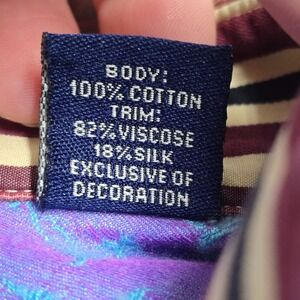 BODY:
100% COTTON
TRIM:
82% VISCOSE
18% SILK
EXCLUSIVE OF
DECORATION